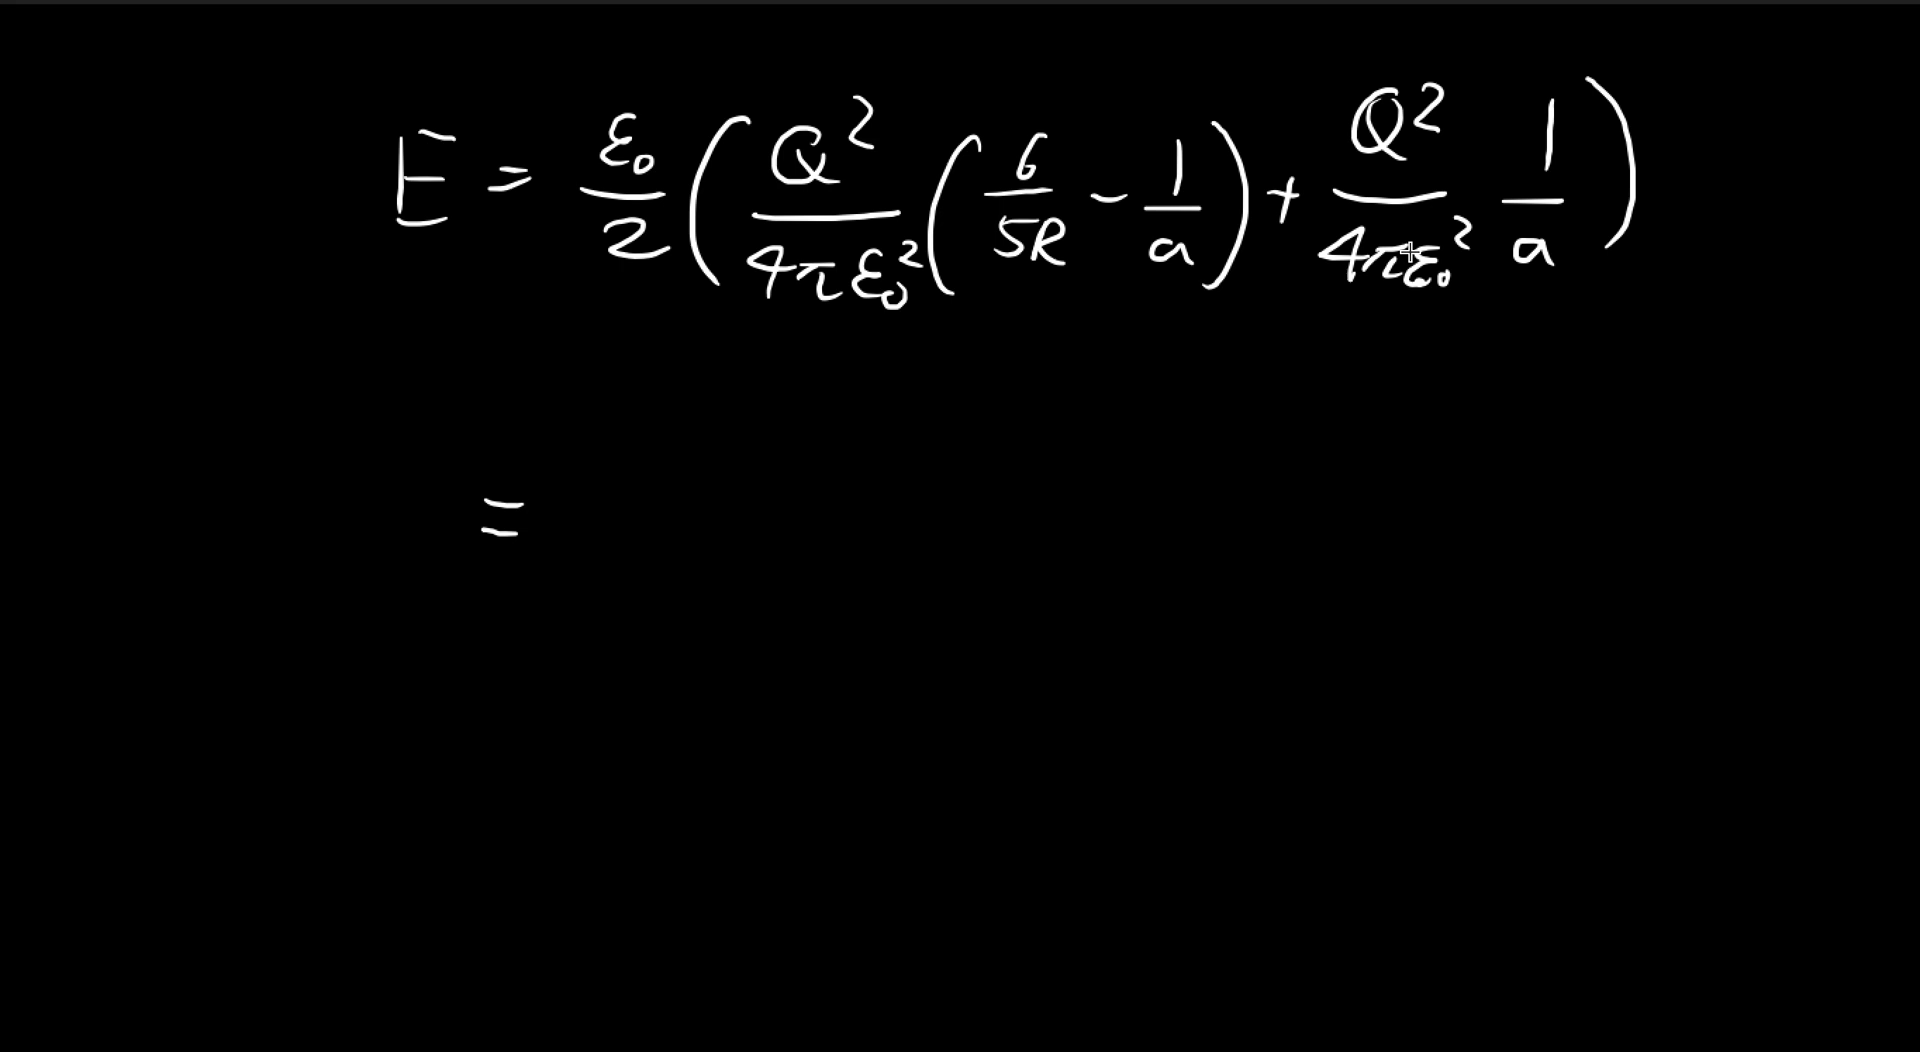 E = ε₀/2 ( Q²/4πε₀² ( 6/5R - 1/a ) + Q²/4πε₀² 1/a )
=